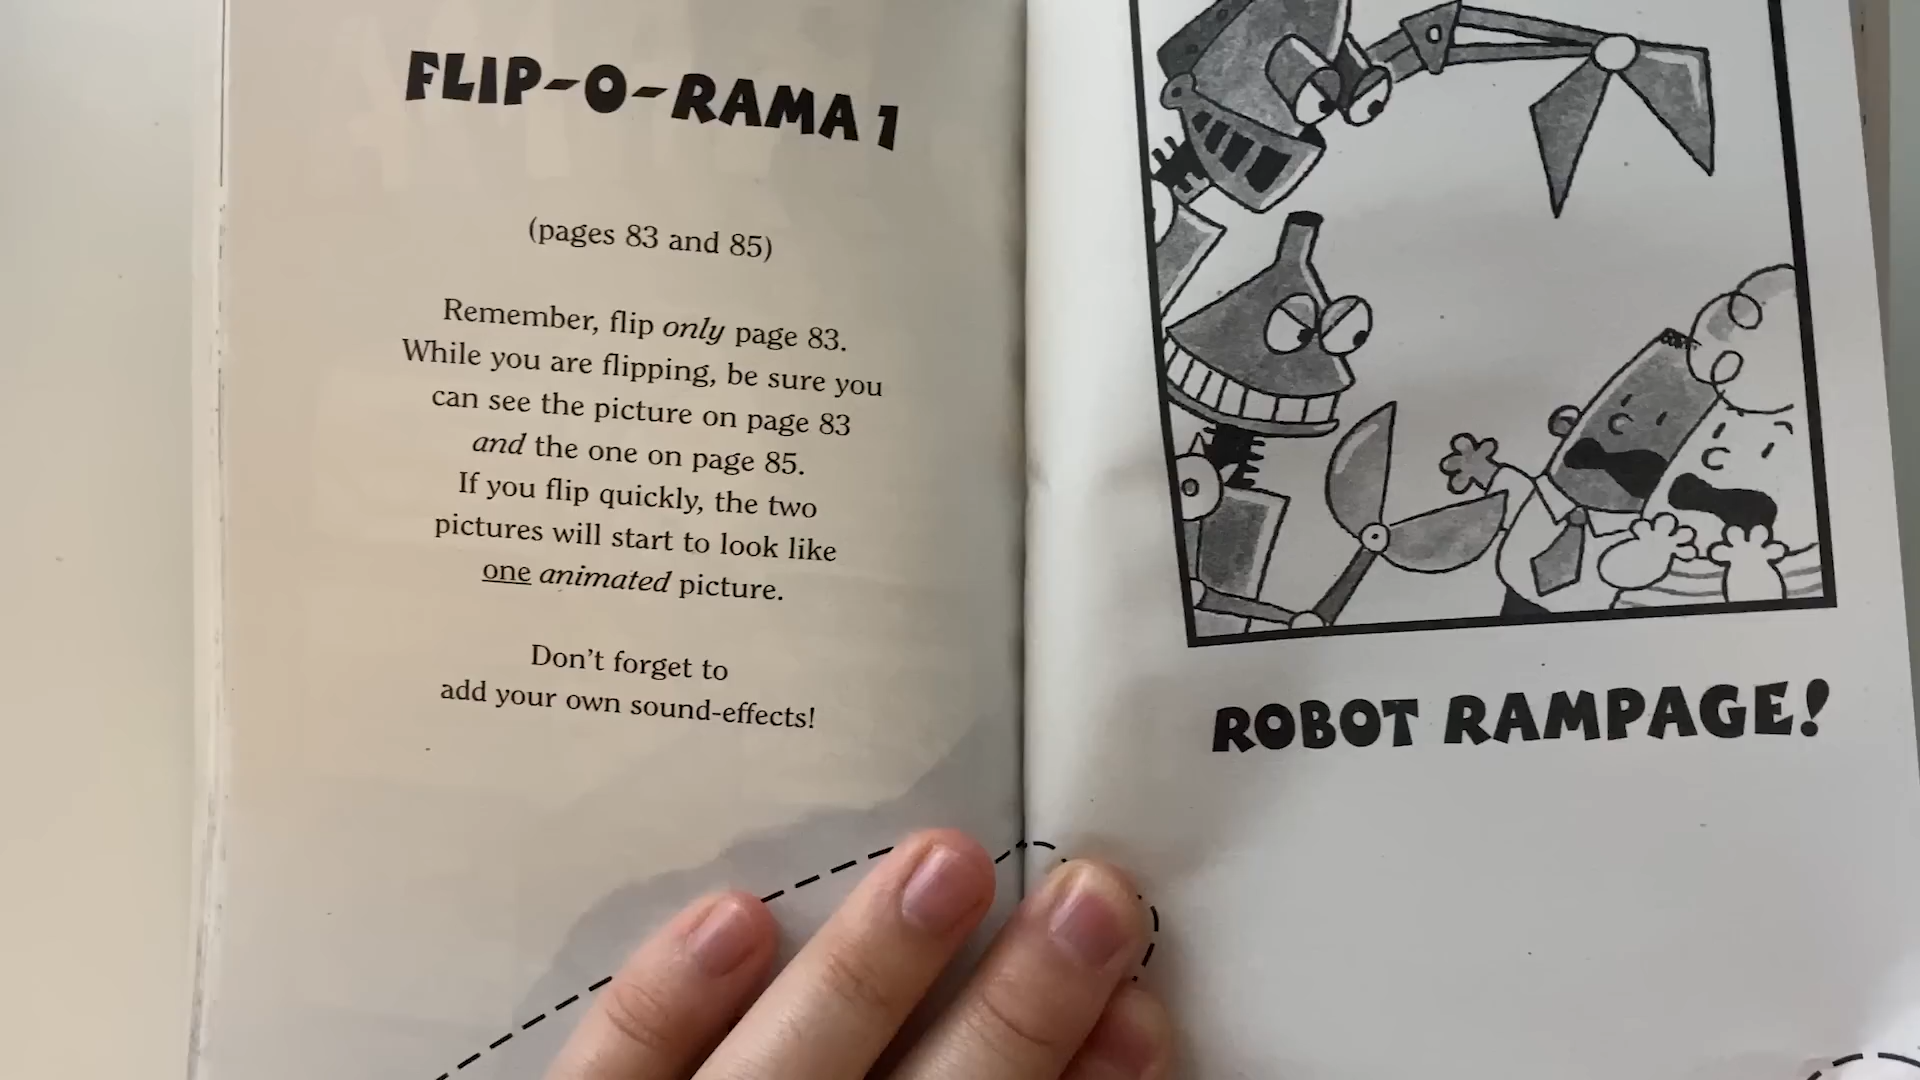 FLIP-O-RAMA 1
(pages 83 and 85)
Remember, flip only page 83.
While you are flipping, be sure you
can see the picture on page 83
and the one on page 85.
If you flip quickly, the two
pictures will start to look like
one animated picture.
Don't forget to
add your own sound-effects!
ROBOT RAMPAGE!